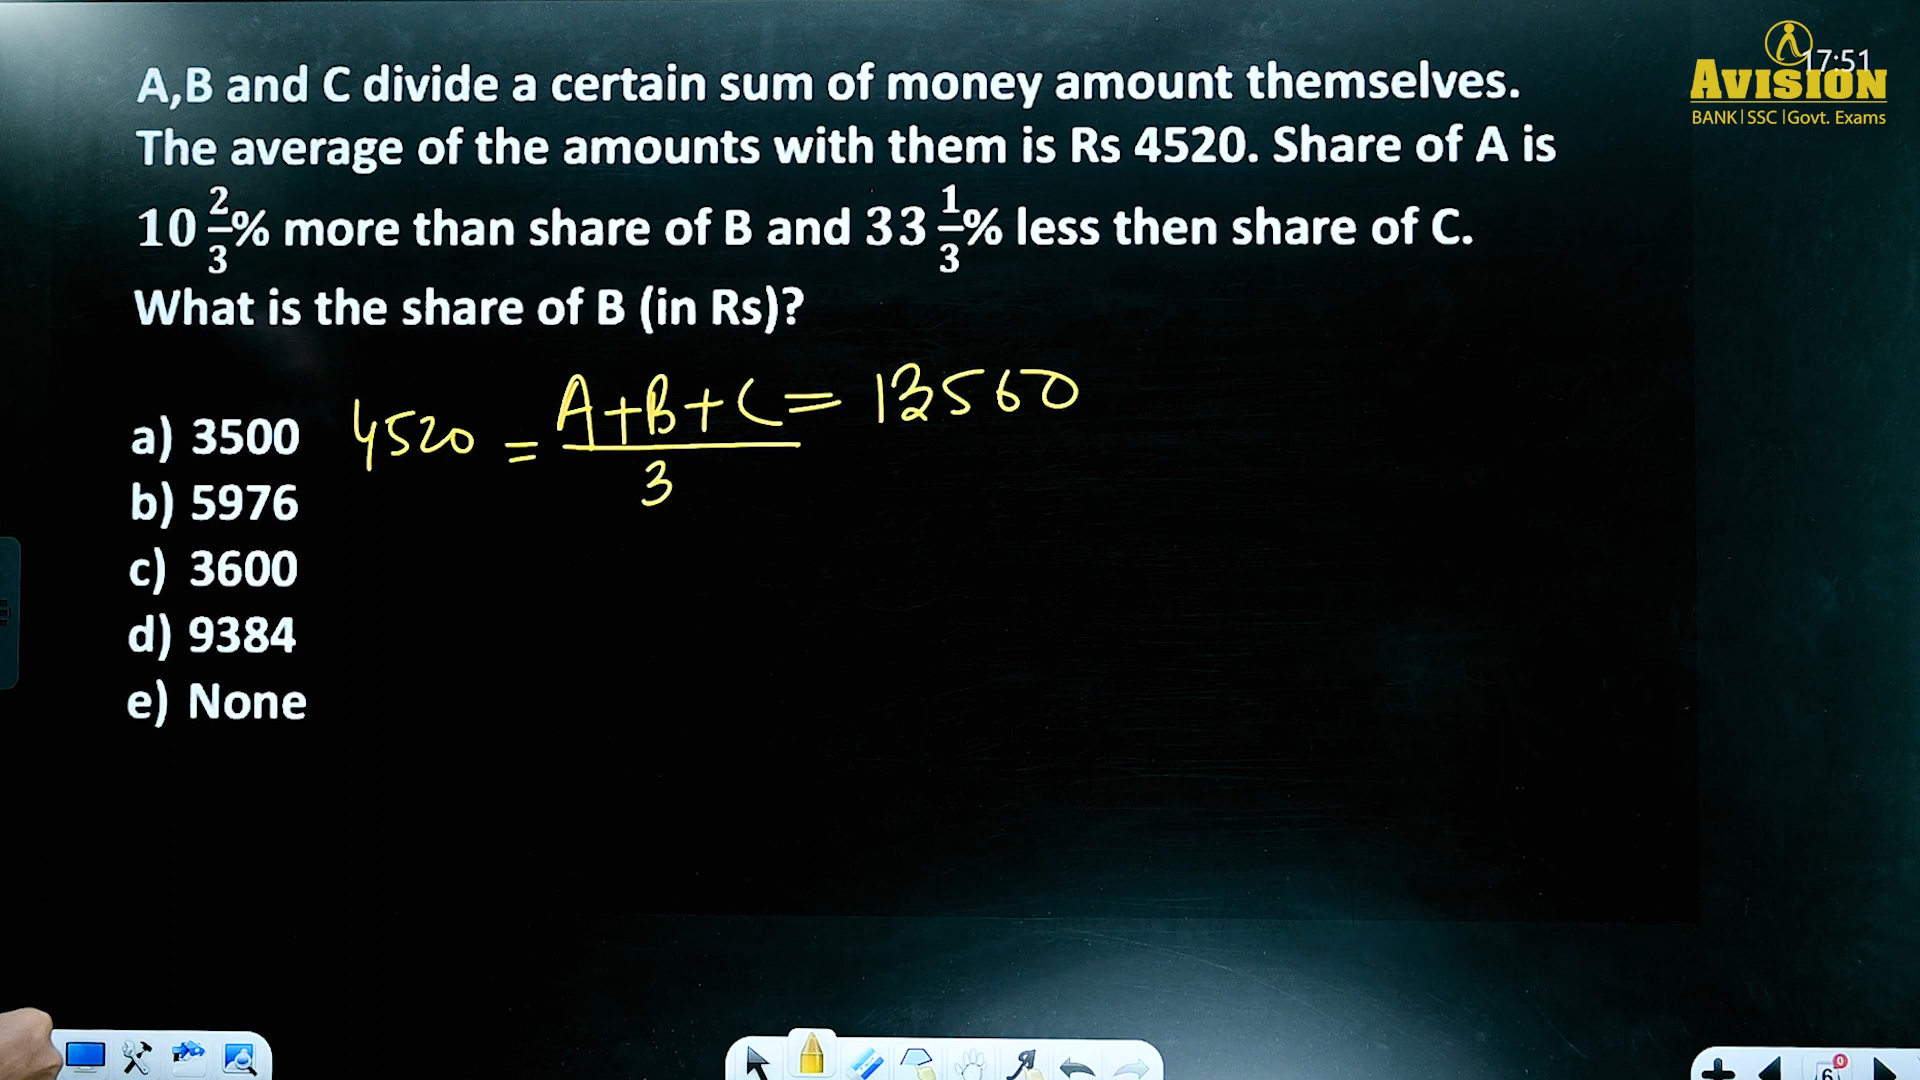 17:51
AVISION
BANK|SSC|Govt. Exams
A,B and C divide a certain sum of money amount themselves.
The average of the amounts with them is Rs 4520. Share of A is
10 2/3% more than share of B and 33 1/3% less then share of C.
What is the share of B (in Rs)?
4520 = A+B+C/3 = 13560
a) 3500
b) 5976
c) 3600
d) 9384
e) None